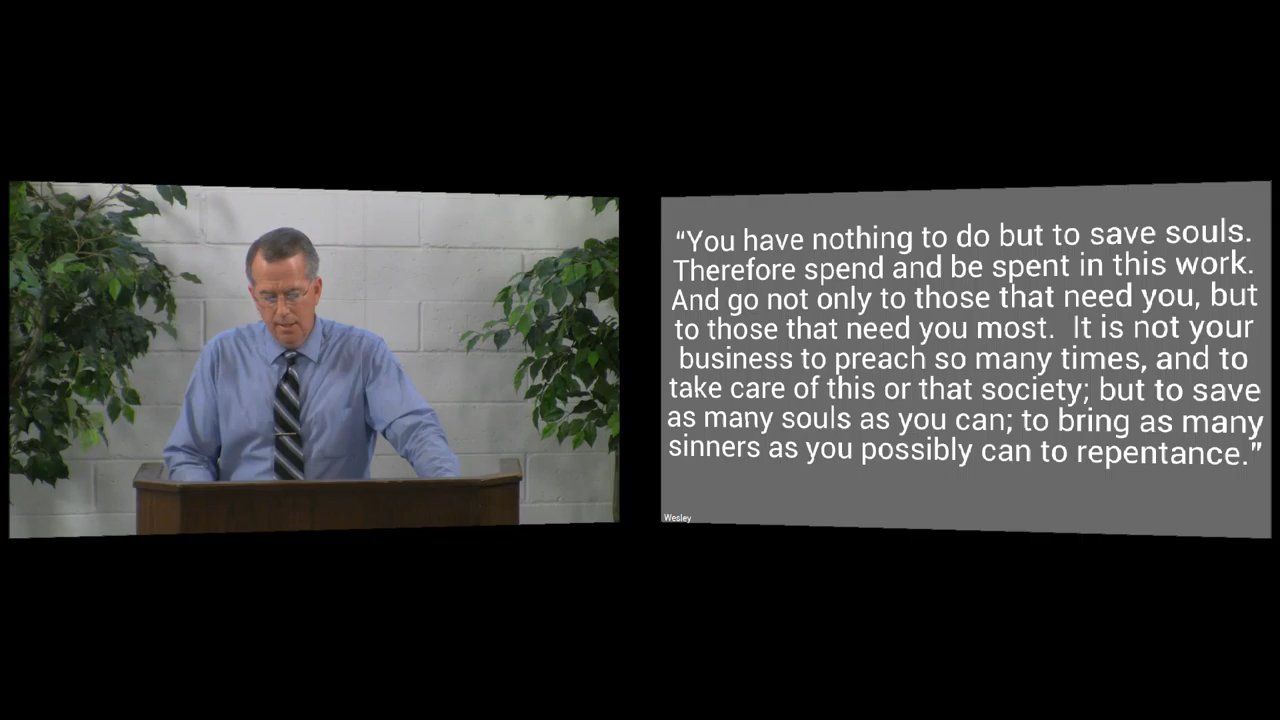 “You have nothing to do but to save souls.
Therefore spend and be spent in this work.
And go not only to those that need you, but
to those that need you most.  It is not your
business to preach so many times, and to
take care of this or that society; but to save
as many souls as you can; to bring as many
sinners as you possibly can to repentance.”
Wesley